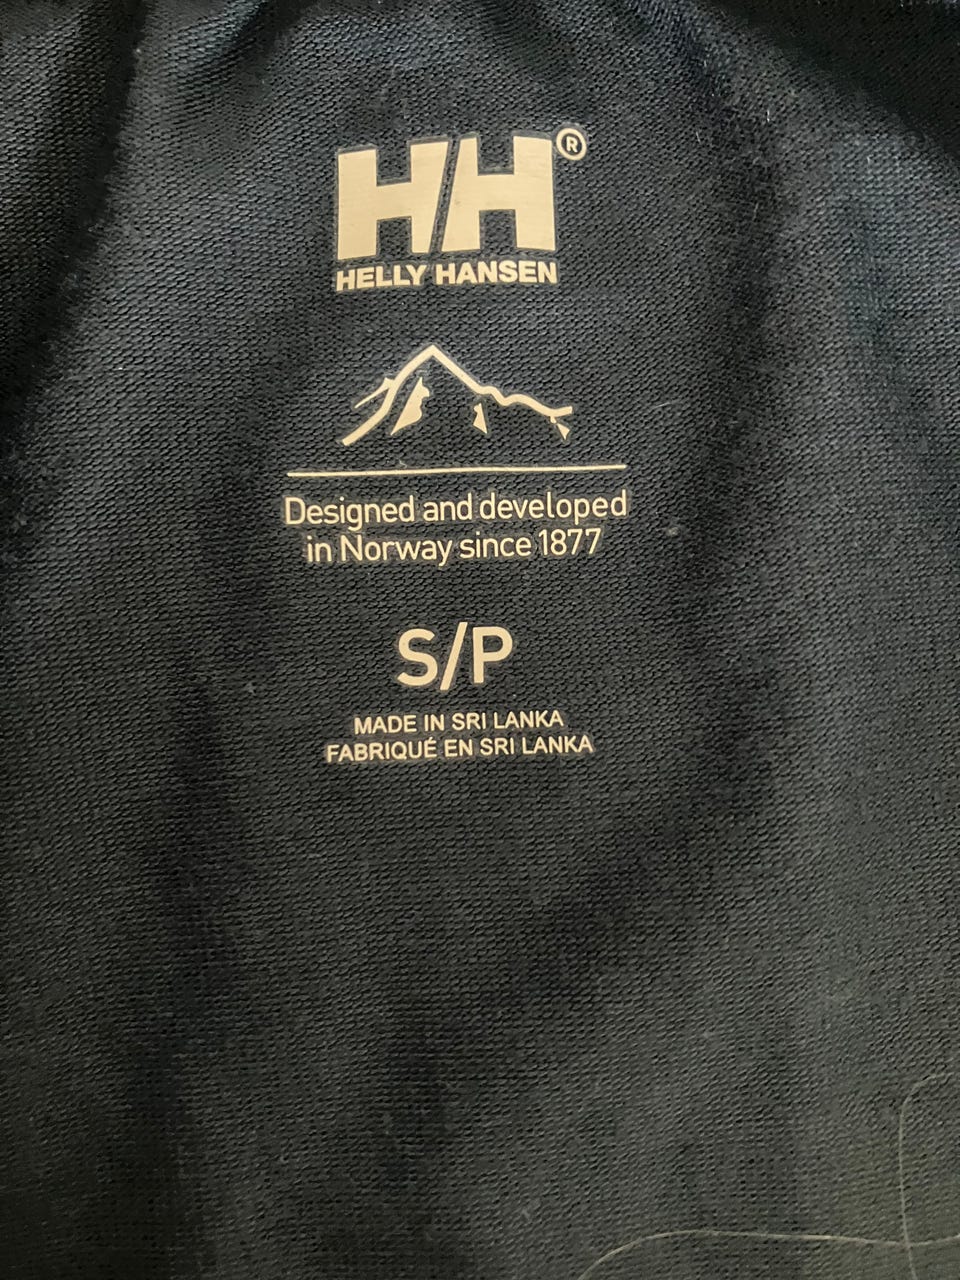 HH®
HELLY HANSEN
Designed and developed
in Norway since 1877
S/P
MADE IN SRI LANKA
FABRIQUÉ EN SRI LANKA